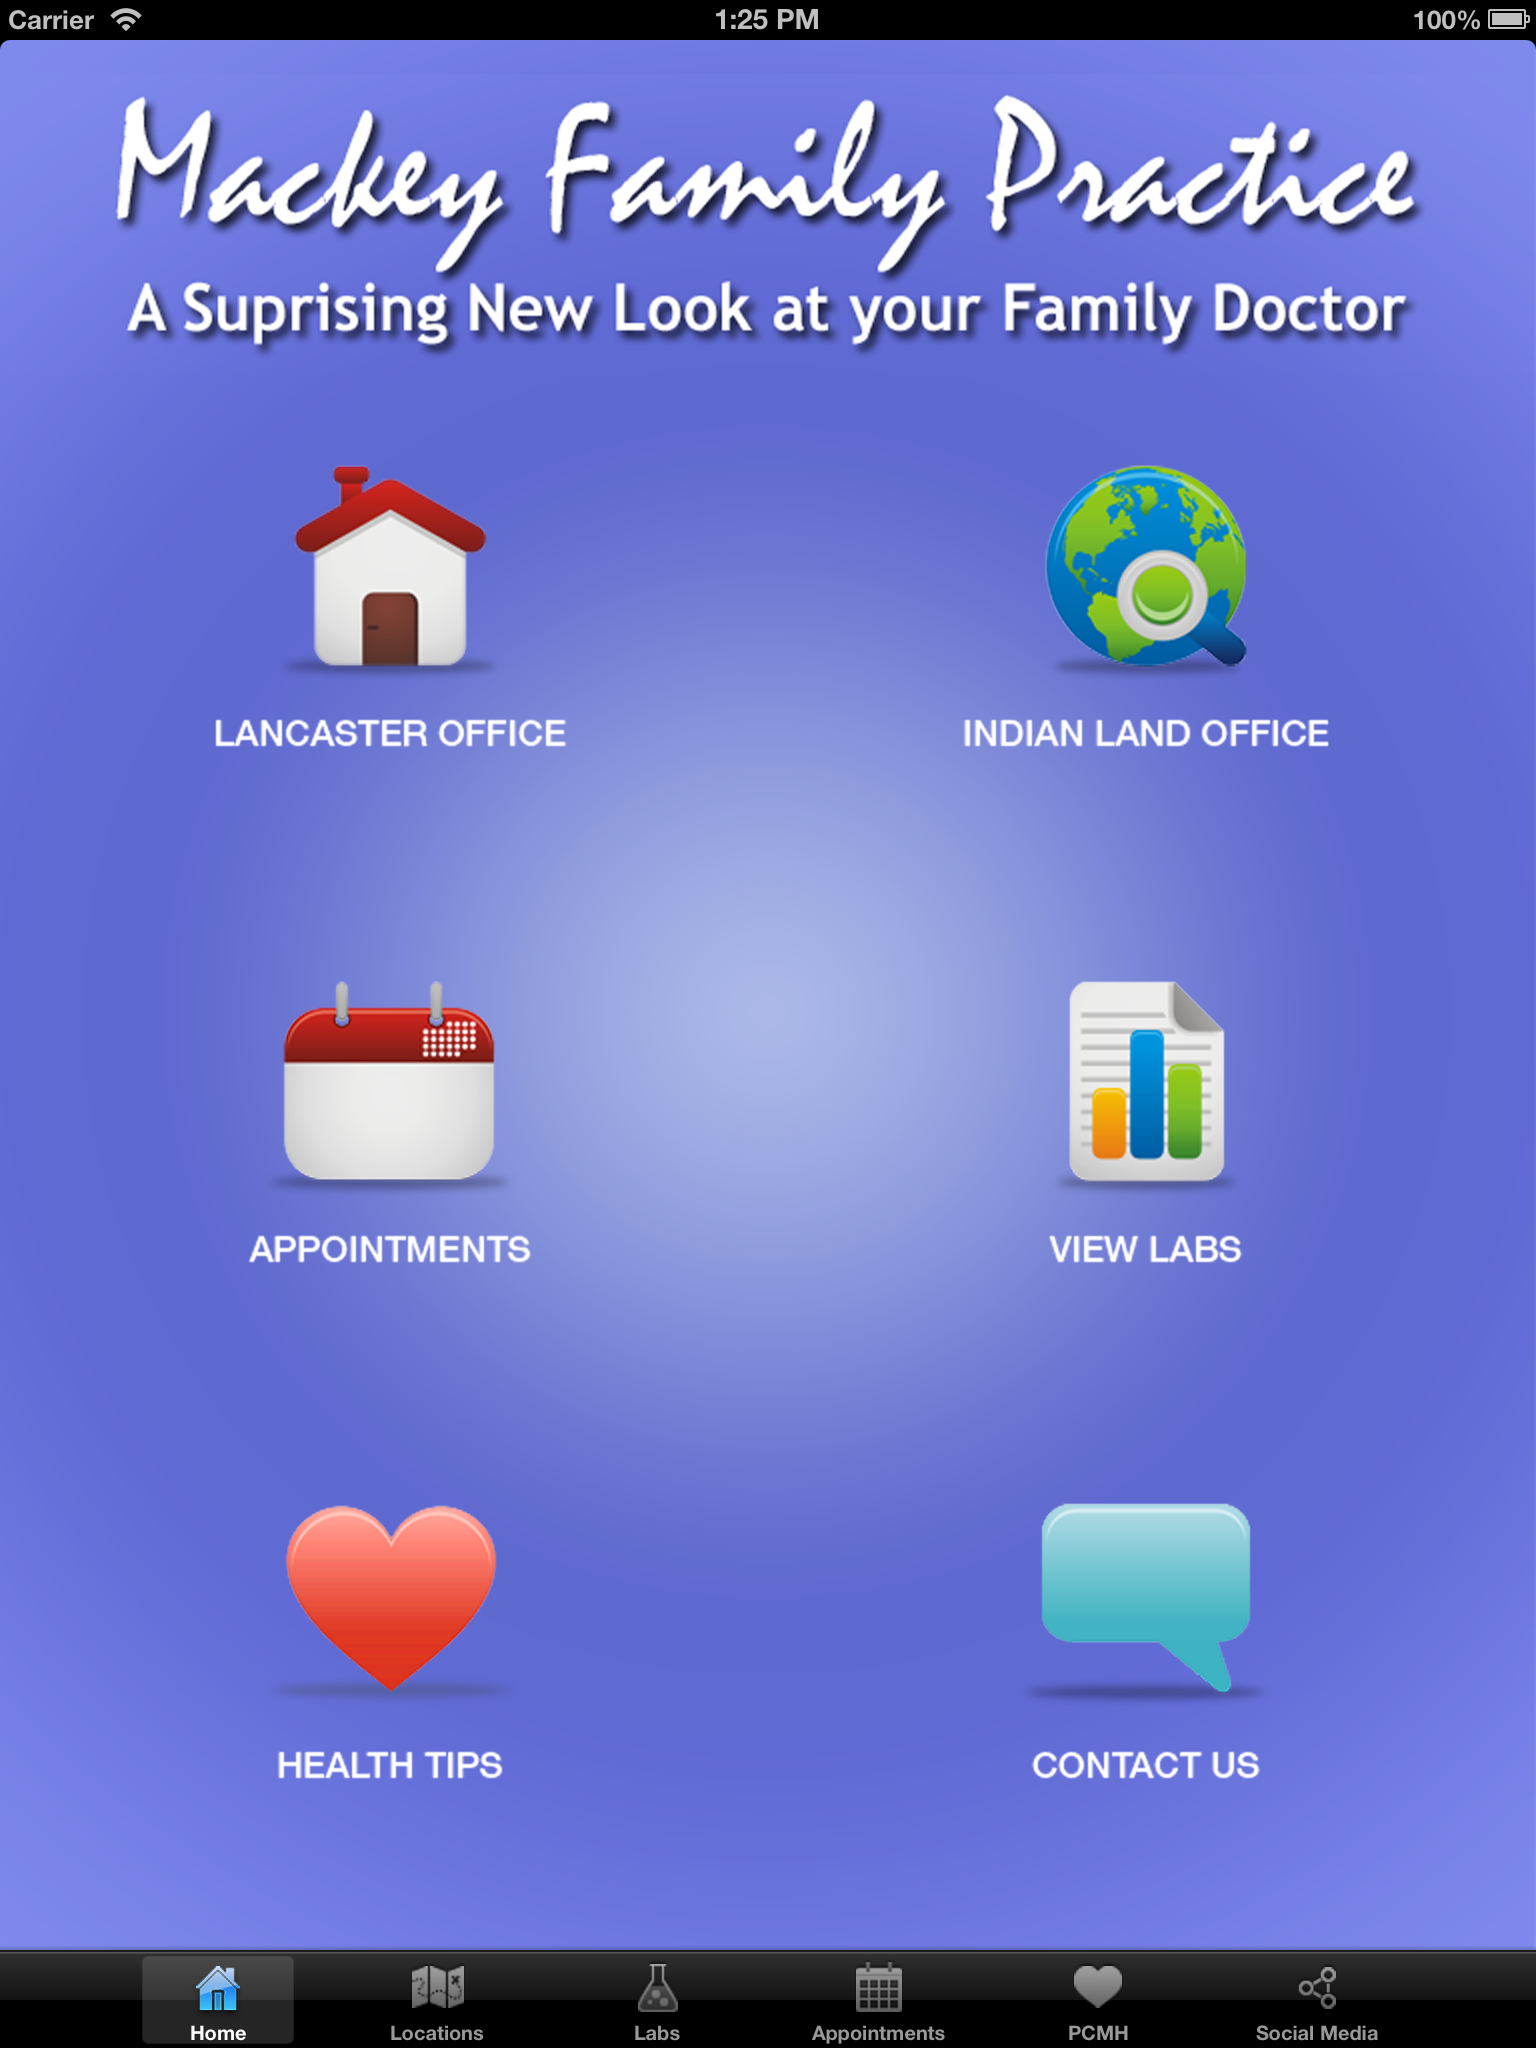 Carrier 1:25 PM 100%
Mackey Family Practice
A Suprising New Look at your Family Doctor
LANCASTER OFFICE INDIAN LAND OFFICE
APPOINTMENTS VIEW LABS
HEALTH TIPS CONTACT US
Home Locations Labs Appointments PCMH Social Media